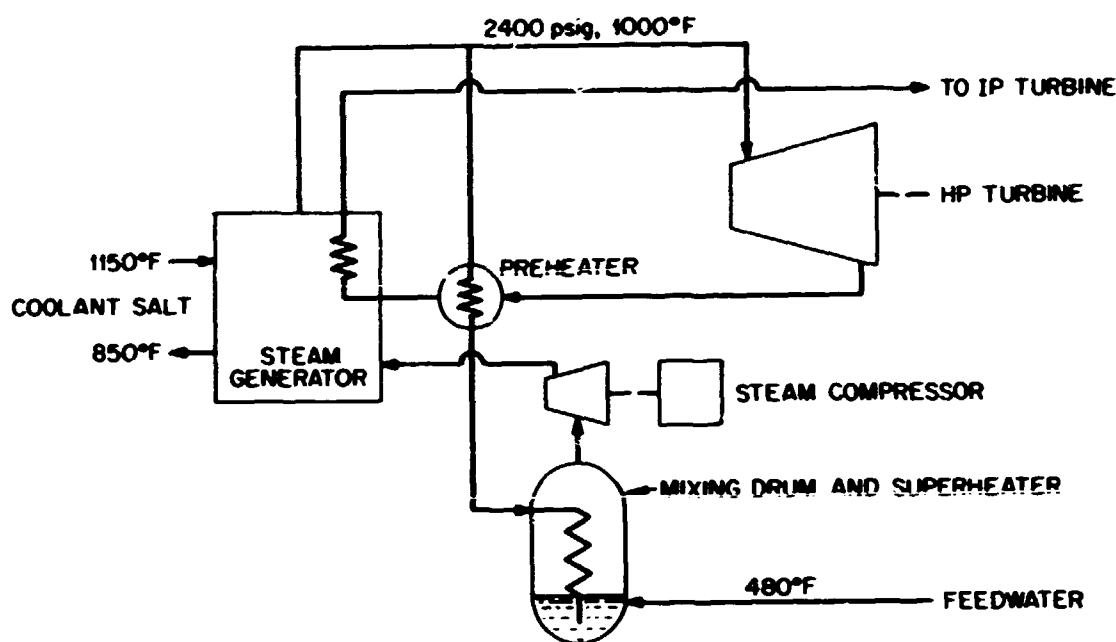 2400 psig, 1000°F
TO IP TURBINE
HP TURBINE
PREHEATER
1150°F
COOLANT SALT
850°F
STEAM
GENERATOR
STEAM COMPRESSOR
MIXING DRUM AND SUPERHEATER
480°F
FEEDWATER